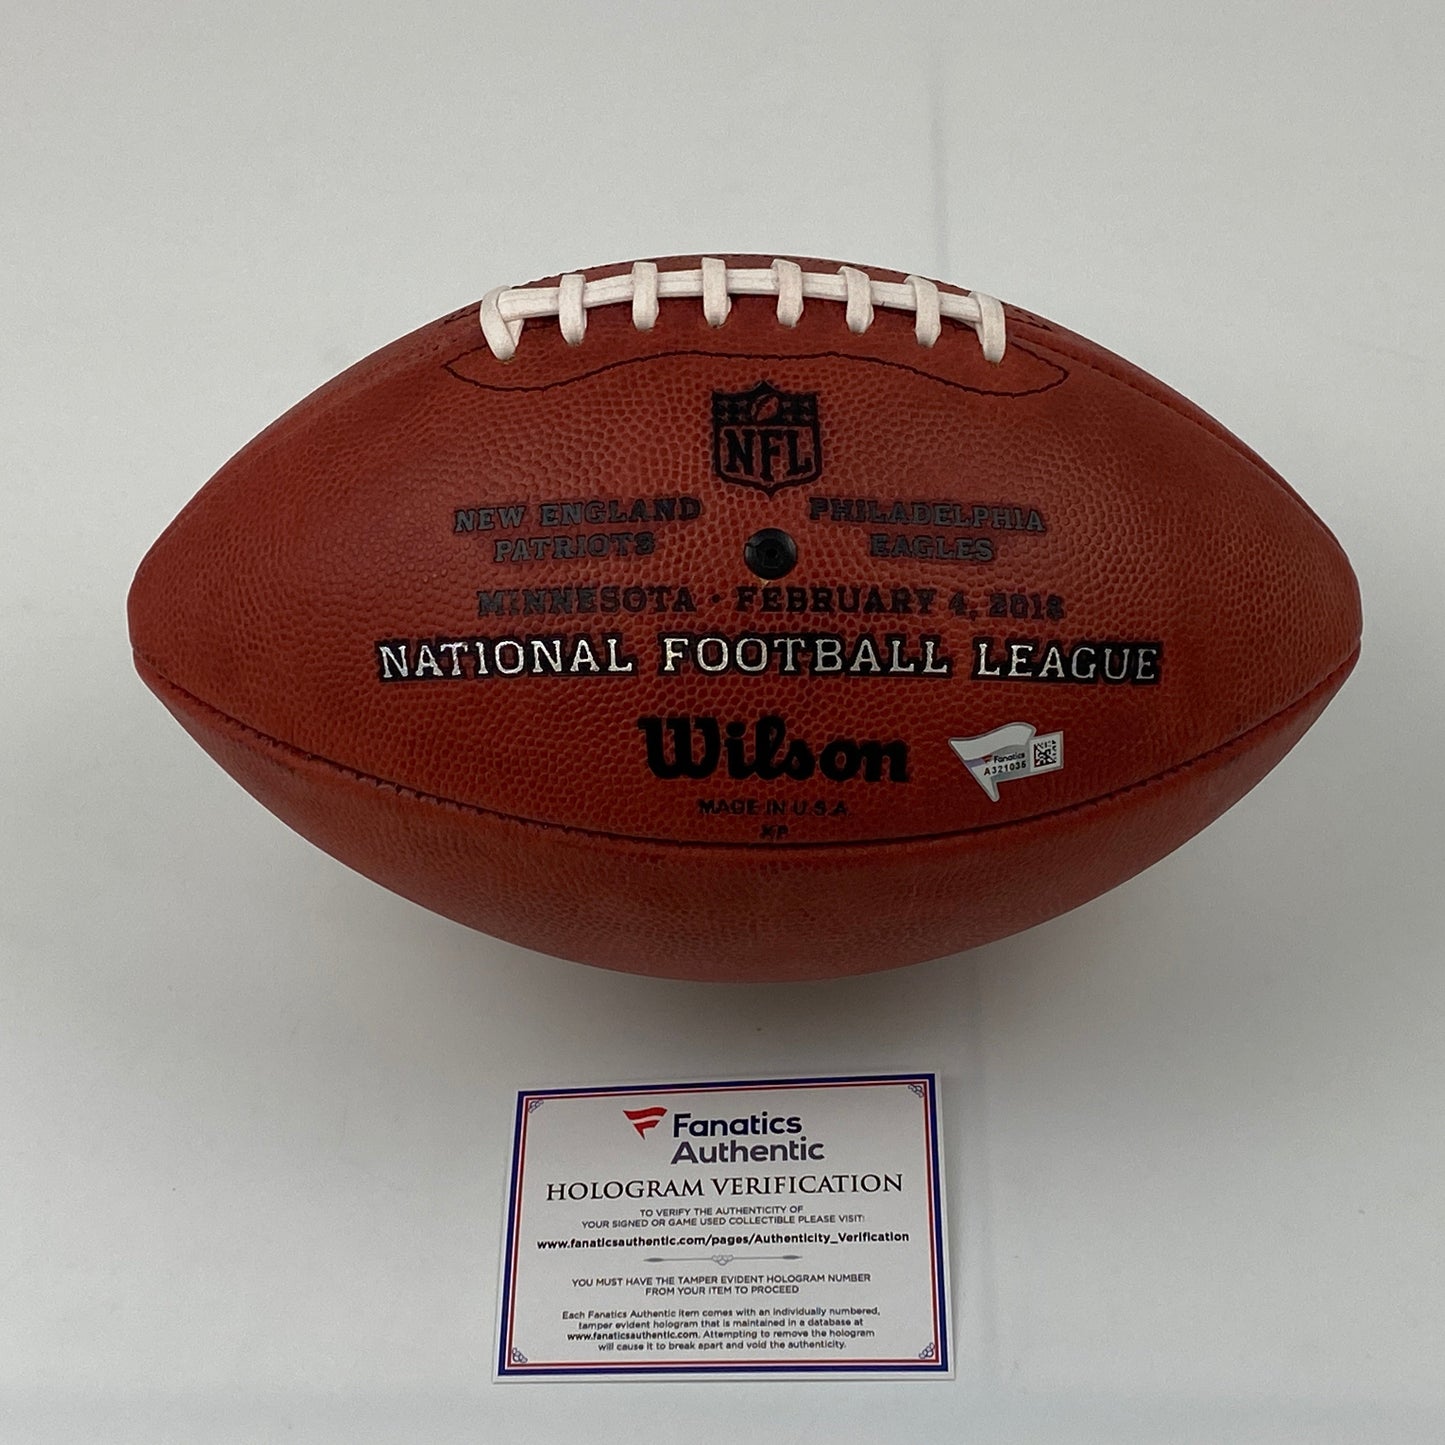 NFL
NEW ENGLAND PHILADELPHIA
PATRIOTS EAGLES
MINNESOTA • FEBRUARY 4, 2018
NATIONAL FOOTBALL LEAGUE
Wilson
Fanatics
A321035
MADE IN U.S.A.
XP
Fanatics
Authentic
HOLOGRAM VERIFICATION
TO VERIFY THE AUTHENTICITY OF
YOUR SIGNED OR GAME USED COLLECTIBLE PLEASE VISIT:
www.fanaticsauthentic.com/pages/Authenticity_Verification
YOU MUST HAVE THE TAMPER EVIDENT HOLOGRAM NUMBER
FROM YOUR ITEM TO PROCEED
Each Fanatics Authentic item comes with an individually numbered,
tamper evident hologram that is maintained in a database at
www.fanaticsauthentic.com. Attempting to remove the hologram
will cause it to break apart and void the authenticity.